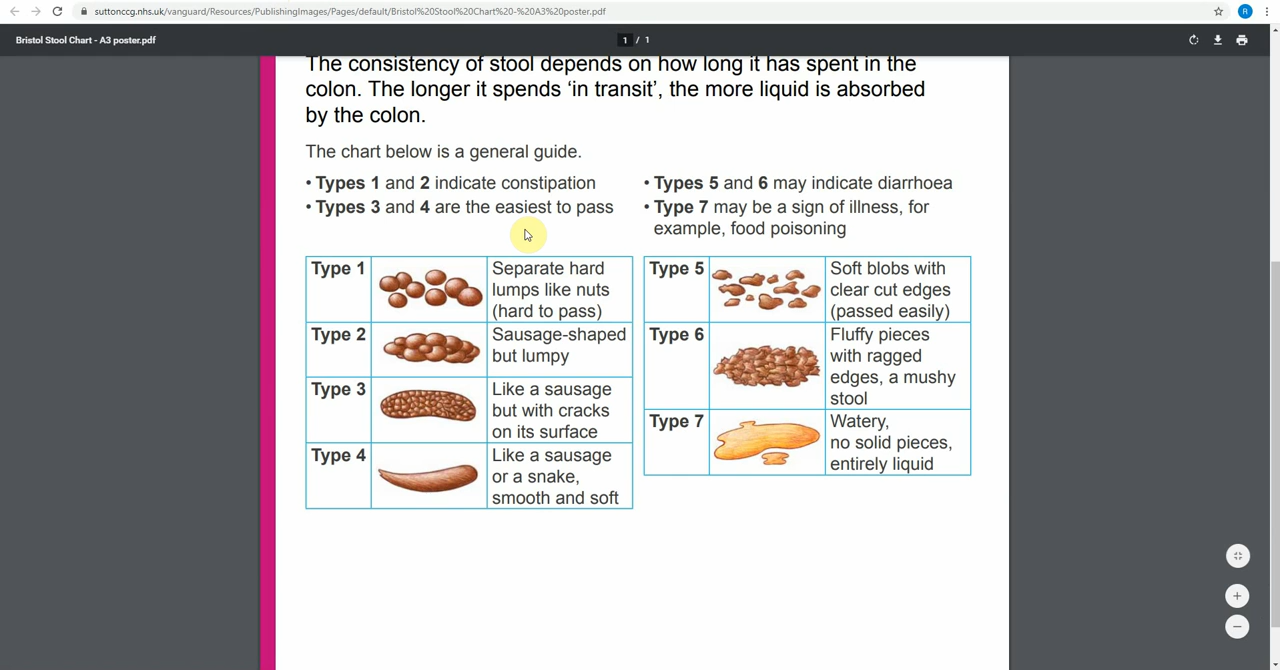 suttonccg.nhs.uk/vanguard/Resources/PublishingImages/Pages/default/Bristol%20Stool%20Chart%20-%20A3%20poster.pdf
R
Bristol Stool Chart - A3 poster.pdf
1 / 1
The consistency of stool depends on how long it has spent in the
colon. The longer it spends ‘in transit’, the more liquid is absorbed
by the colon.
The chart below is a general guide.
• Types 1 and 2 indicate constipation
• Types 3 and 4 are the easiest to pass
• Types 5 and 6 may indicate diarrhoea
• Type 7 may be a sign of illness, for
example, food poisoning
Type 1
Separate hard
lumps like nuts
(hard to pass)
Type 2
Sausage-shaped
but lumpy
Type 3
Like a sausage
but with cracks
on its surface
Type 4
Like a sausage
or a snake,
smooth and soft
Type 5
Soft blobs with
clear cut edges
(passed easily)
Type 6
Fluffy pieces
with ragged
edges, a mushy
stool
Type 7
Watery,
no solid pieces,
entirely liquid